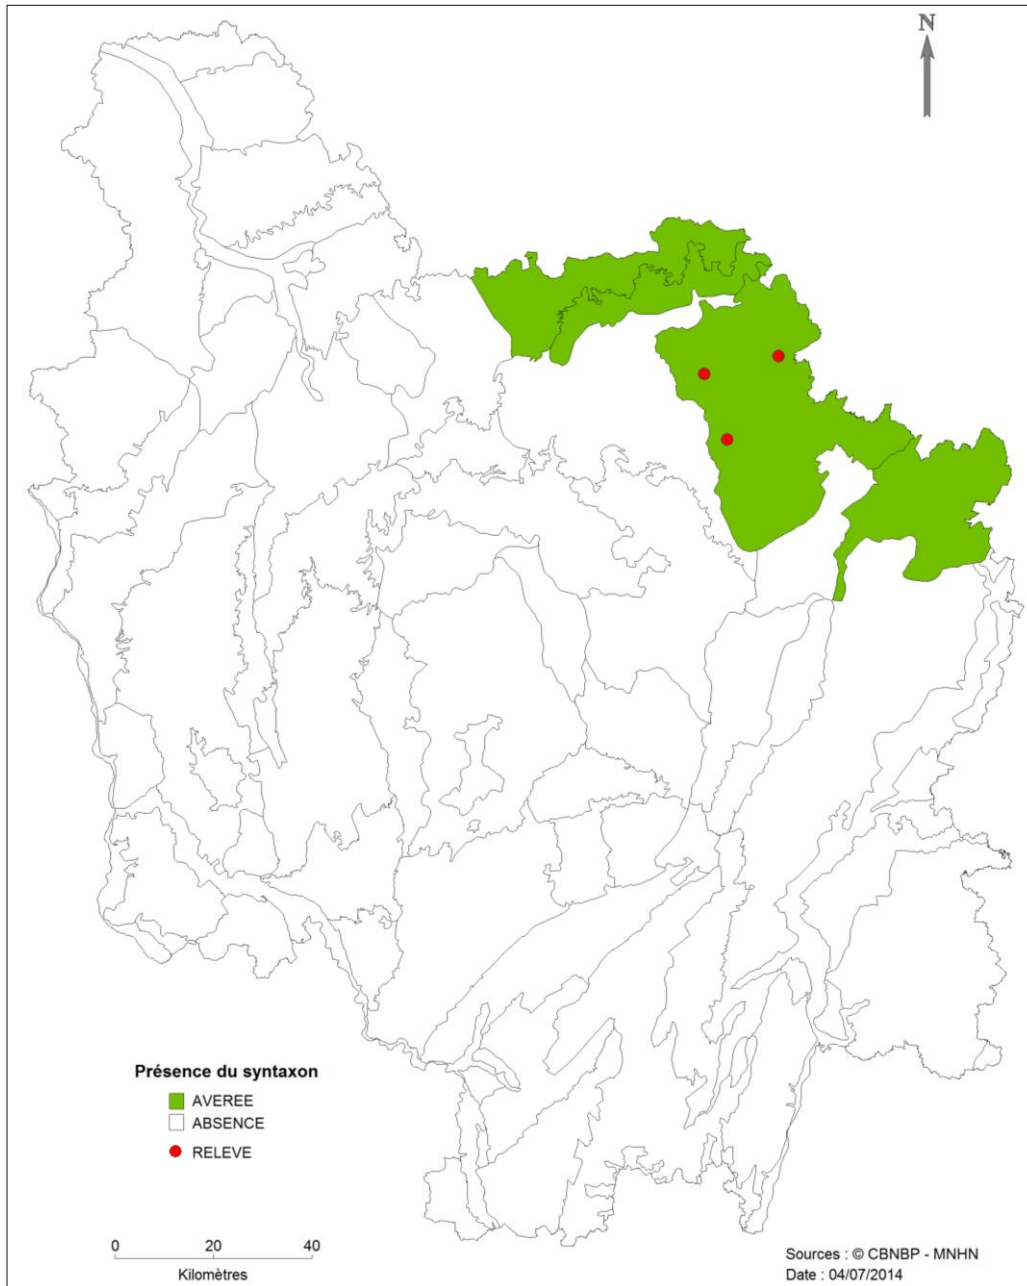 N
Présence du syntaxon
AVEREE
ABSENCE
RELEVE
0 20 40
Kilomètres
Sources : © CBNBP - MNHN
Date : 04/07/2014